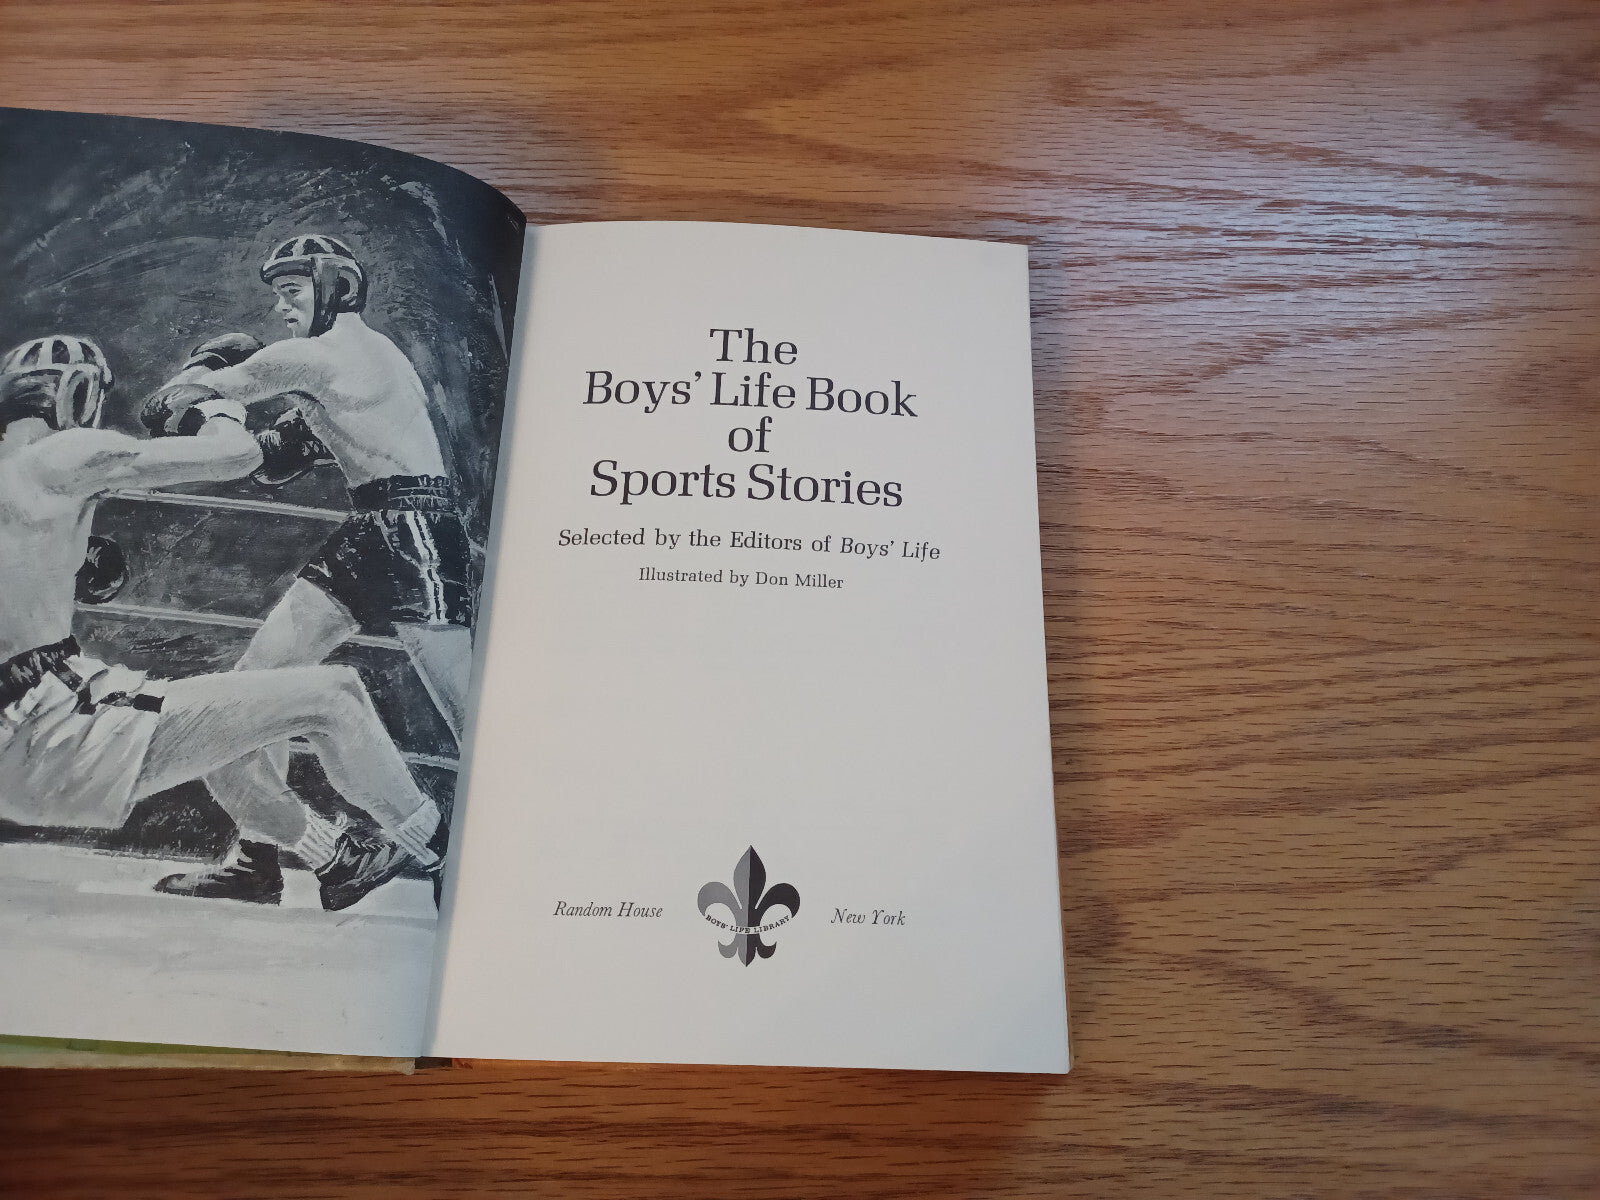 The
Boys' Life Book
of
Sports Stories
Selected by the Editors of Boys' Life
Illustrated by Don Miller
Random House
BOYS' LIFE LIBRARY
New York